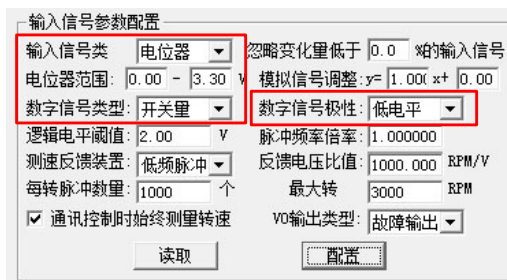 输入信号参数配置
输入信号类 电位器 忽略变化量低于 0.0 %的输入信号
电位器范围: 0.00 - 3.30 V 模拟信号调整: y= 1.00( x+ 0.00
数字信号类型: 开关量 数字信号极性: 低电平
逻辑电平阈值: 2.00 V 脉冲频率倍率: 1.000000
测速反馈装置: 低频脉冲 反馈电压比值: 1000.000 RPM/V
每转脉冲数量: 1000 个 最大转 3000 RPM
通讯控制时始终测量转速 VO输出类型: 故障输出
读取 配置